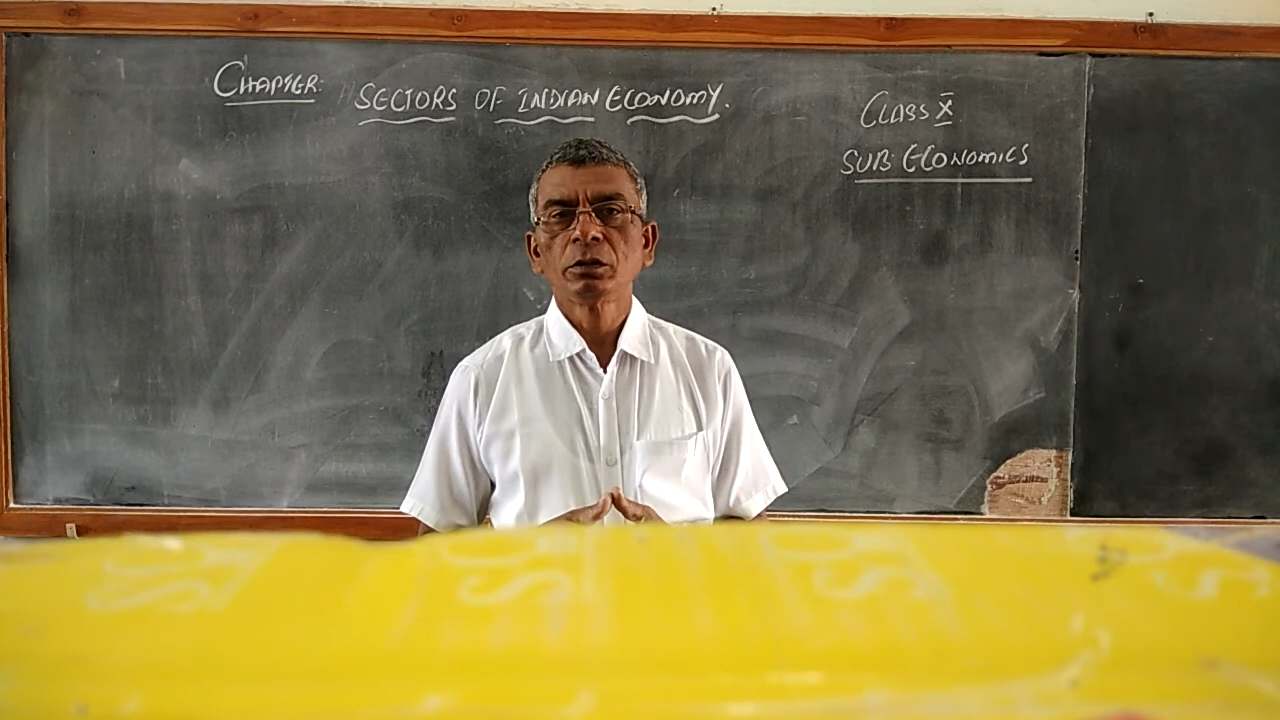 CHAPTER: SECTORS OF INDIAN ECONOMY.
CLASS X
SUB: ECONOMICS